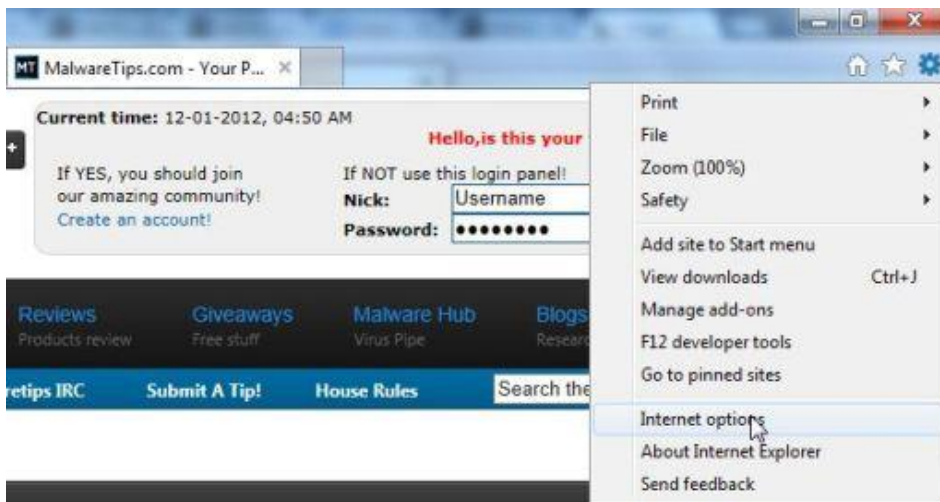 MT MalwareTips.com - Your P...
Current time: 12-01-2012, 04:50 AM
Hello,is this your
If YES, you should join
our amazing community!
Create an account!
If NOT use this login panel!
Nick: Username
Password:
Reviews
Products review
Giveaways
Free stuff
Malware Hub
Virus Pipe
Blogs
Researc
retips IRC
Submit A Tip!
House Rules
Search the
Print
File
Zoom (100%)
Safety
Add site to Start menu
View downloads Ctrl+J
Manage add-ons
F12 developer tools
Go to pinned sites
Internet options
About Internet Explorer
Send feedback